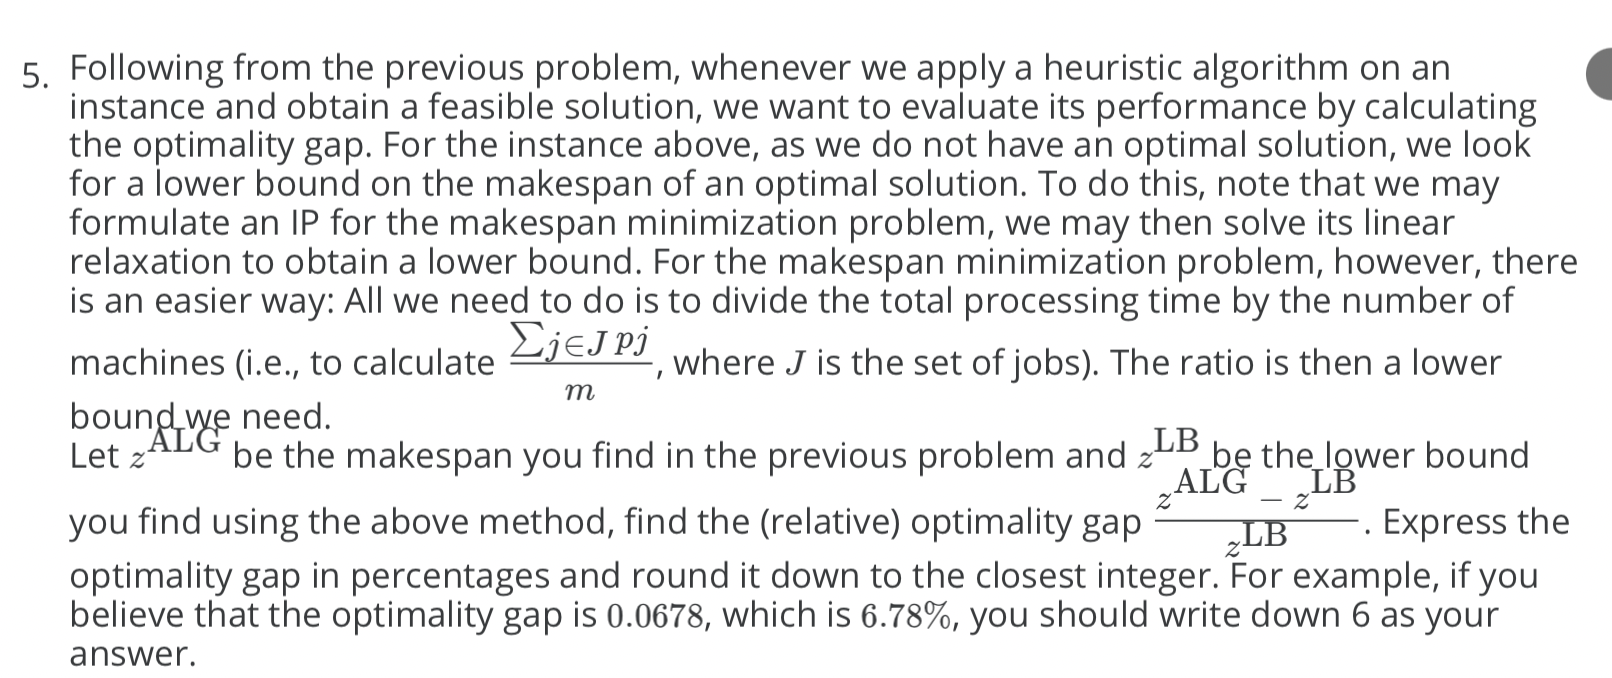 5. Following from the previous problem, whenever we apply a heuristic algorithm on an
instance and obtain a feasible solution, we want to evaluate its performance by calculating
the optimality gap. For the instance above, as we do not have an optimal solution, we look
for a lower bound on the makespan of an optimal solution. To do this, note that we may
formulate an IP for the makespan minimization problem, we may then solve its linear
relaxation to obtain a lower bound. For the makespan minimization problem, however, there
is an easier way: All we need to do is to divide the total processing time by the number of
machines (i.e., to calculate \frac{\sum j∈J pj}{m}, where J is the set of jobs). The ratio is then a lower
bound we need.
Let z^{ALG} be the makespan you find in the previous problem and z^{LB} be the lower bound
you find using the above method, find the (relative) optimality gap \frac{z^{ALG} − z^{LB}}{z^{LB}}. Express the
optimality gap in percentages and round it down to the closest integer. For example, if you
believe that the optimality gap is 0.0678, which is 6.78%, you should write down 6 as your
answer.